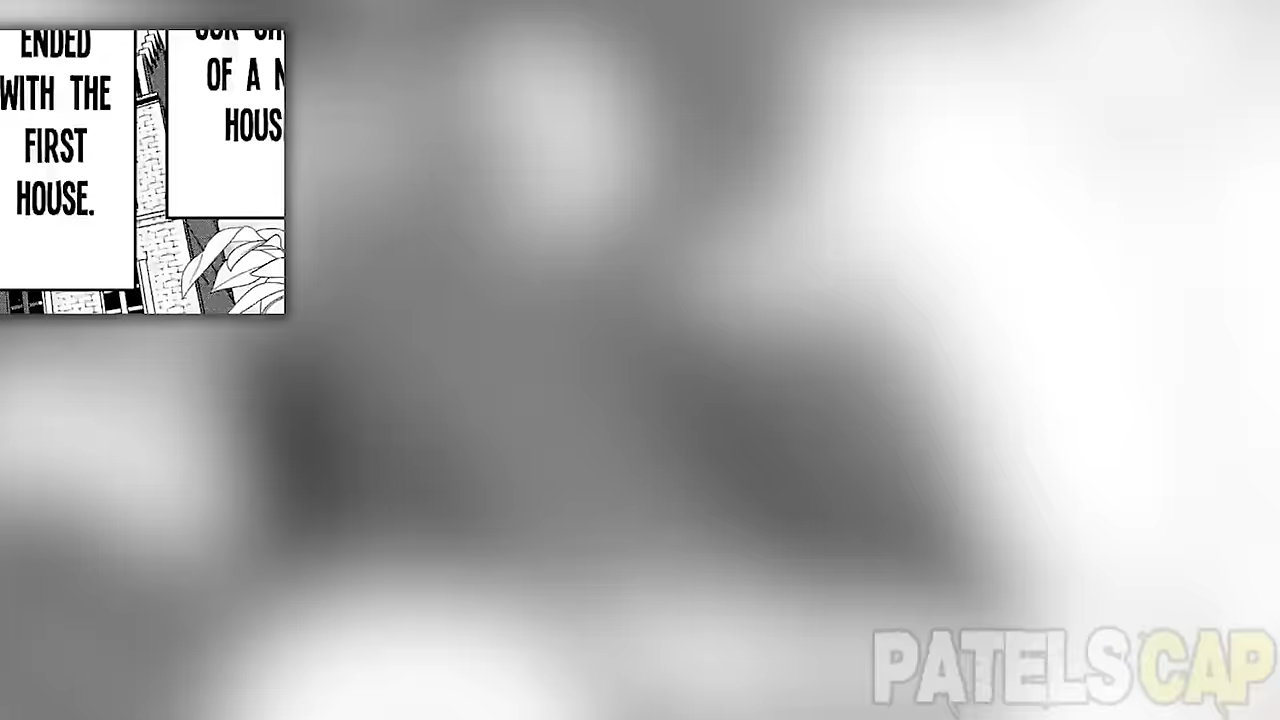 ENDED
WITH THE
FIRST
HOUSE.
OF A
PATELSCAP